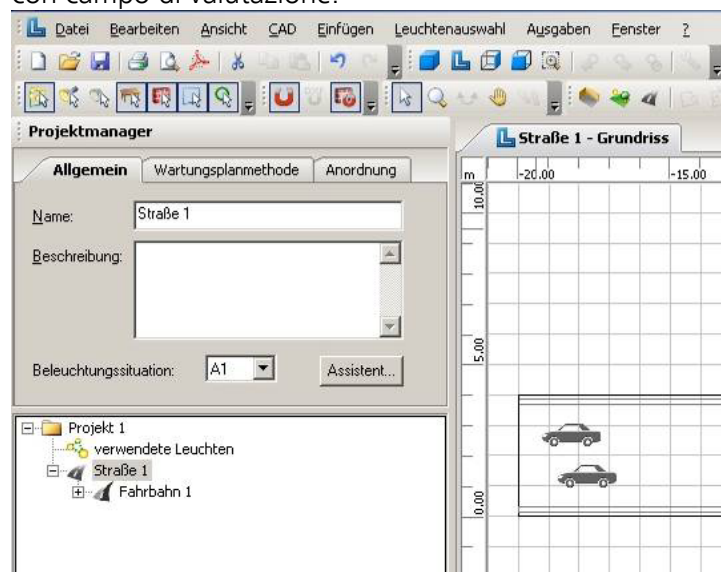 con campo di valutazione.
Datei Bearbeiten Ansicht CAD Einfügen Leuchtenauswahl Ausgaben Fenster ?
Projektmanager
Straße 1 - Grundriss
Allgemein Wartungsplanmethode Anordnung
m -20.00 -15.00
10.00
Name: Straße 1
Beschreibung:
5.00
Beleuchtungssituation: A1 Assistent...
Projekt 1
verwendete Leuchten
Straße 1
Fahrbahn 1
0.00